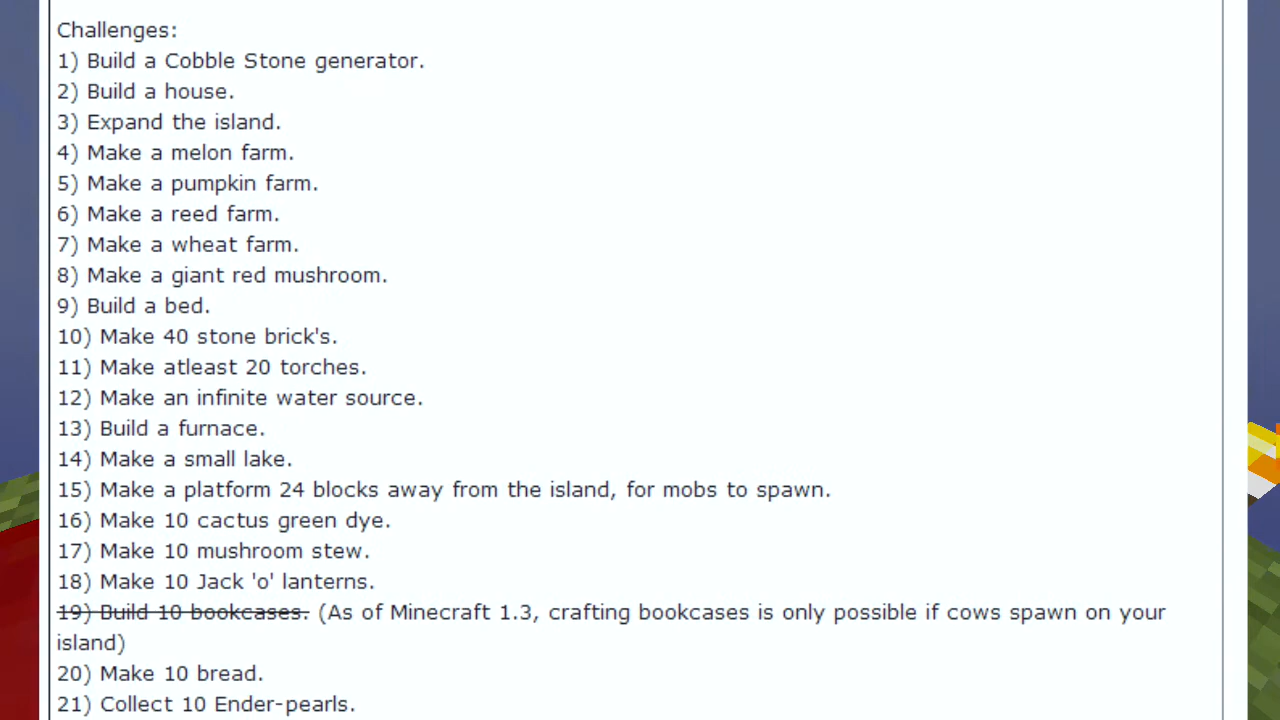 Challenges:
1) Build a Cobble Stone generator.
2) Build a house.
3) Expand the island.
4) Make a melon farm.
5) Make a pumpkin farm.
6) Make a reed farm.
7) Make a wheat farm.
8) Make a giant red mushroom.
9) Build a bed.
10) Make 40 stone brick's.
11) Make atleast 20 torches.
12) Make an infinite water source.
13) Build a furnace.
14) Make a small lake.
15) Make a platform 24 blocks away from the island, for mobs to spawn.
16) Make 10 cactus green dye.
17) Make 10 mushroom stew.
18) Make 10 Jack 'o' lanterns.
19) Build 10 bookcases. (As of Minecraft 1.3, crafting bookcases is only possible if cows spawn on your
island)
20) Make 10 bread.
21) Collect 10 Ender-pearls.